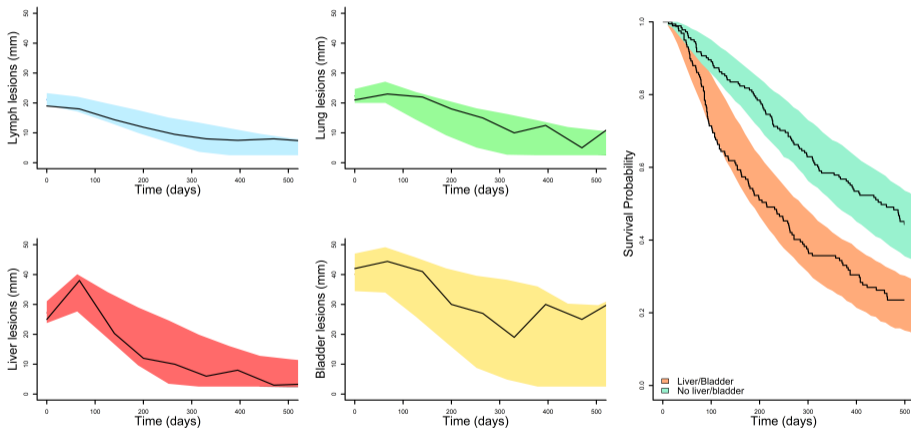 Lymph lesions (mm)
50
40
30
20
10
0
0 100 200 300 400 500
Time (days)
Lung lesions (mm)
50
40
30
20
10
0
0 100 200 300 400 500
Time (days)
Liver lesions (mm)
50
40
30
20
10
0
0 100 200 300 400 500
Time (days)
Bladder lesions (mm)
50
40
30
20
10
0
0 100 200 300 400 500
Time (days)
Survival Probability
1.0
0.8
0.6
0.4
0.2
0.0
Liver/Bladder
No liver/bladder
0 100 200 300 400 500
Time (days)